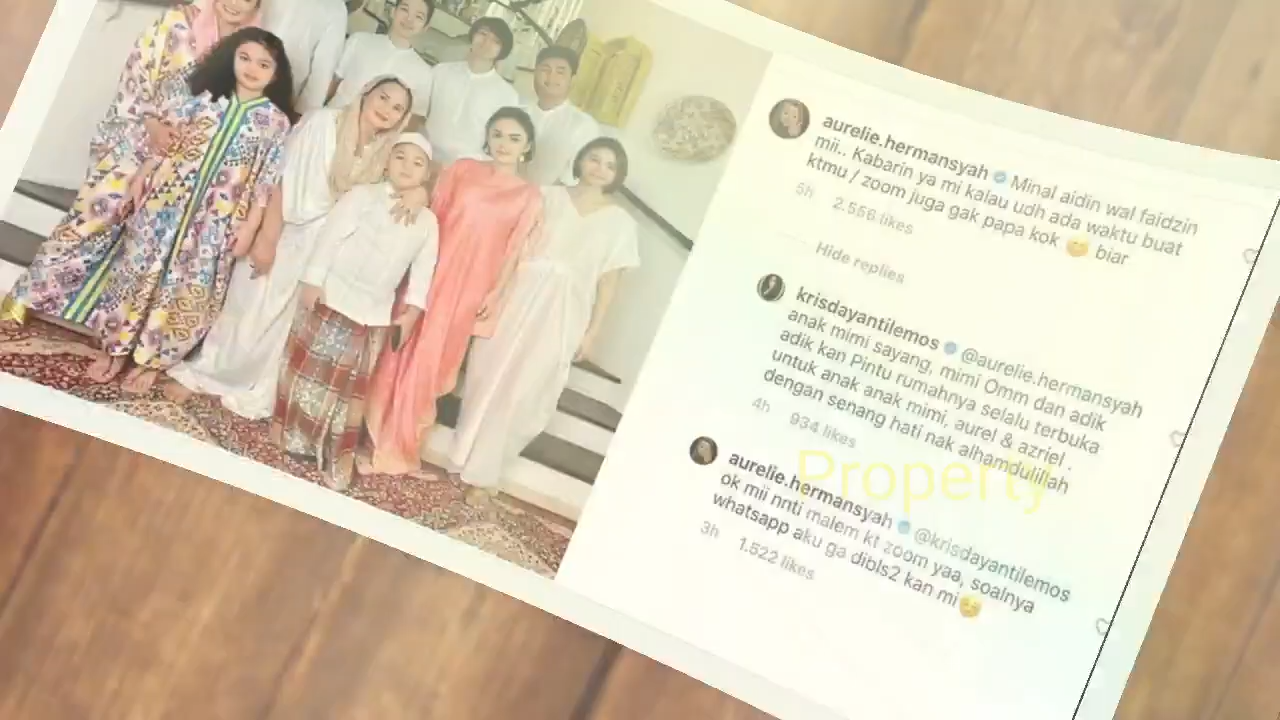 aurelie.hermansyah Minal aidin wal faidzin
mii.. Kabarin ya mi kalau udh ada waktu buat
ktmu / zoom juga gak papa kok 😊 biar
5h 2.556 likes
Hide replies
krisdayantilemos @aurelie.hermansyah
anak mimi sayang, mimi Omm dan adik
adik kan Pintu rumahnya selalu terbuka
untuk anak anak mimi, aurel & azriel .
dengan senang hati nak alhamdulillah
4h 934 likes
Property
aurelie.hermansyah @krisdayantilemos
ok mii nnti malem kt zoom yaa, soalnya
whatsapp aku ga dibls2 kan mi
3h 1.522 likes